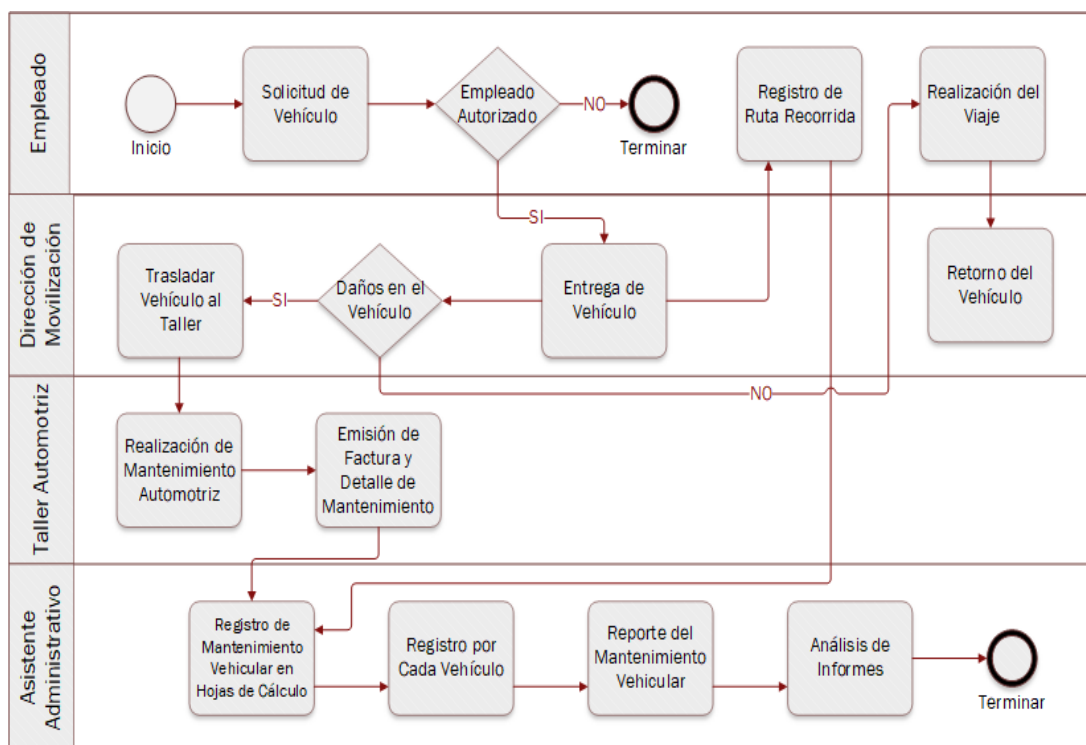 Empleado
Inicio
Solicitud de
Vehículo
Empleado
Autorizado
NO
Terminar
Registro de
Ruta Recorrida
Realización del
Viaje
SI
Dirección de
Movilización
Trasladar
Vehículo al
Taller
SI
Daños en el
Vehículo
Entrega de
Vehículo
Retorno del
Vehículo
NO
Taller Automotriz
Realización de
Mantenimiento
Automotriz
Emisión de
Factura y
Detalle de
Mantenimiento
Asistente
Administrativo
Registro de
Mantenimiento
Vehicular en
Hojas de Cálculo
Registro por
Cada Vehículo
Reporte del
Mantenimiento
Vehicular
Análisis de
Informes
Terminar